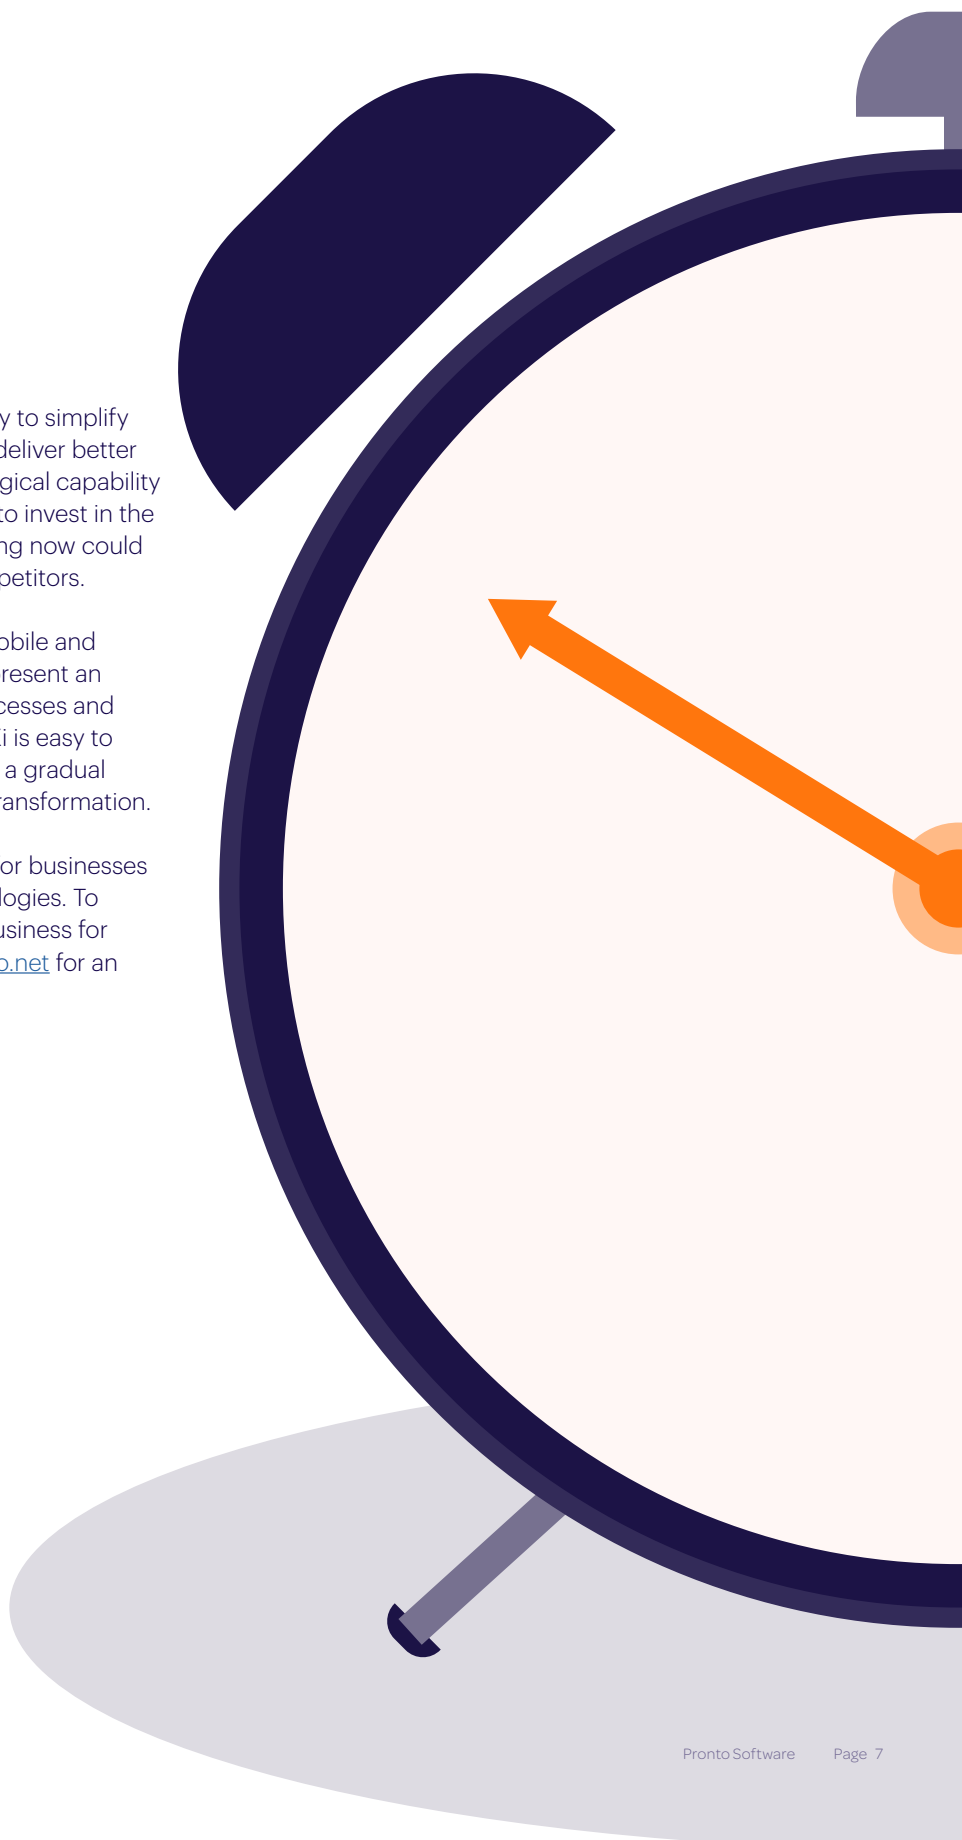 y to simplify
deliver better
gical capability
to invest in the
ng now could
petitors.
obile and
resent an
cesses and
i is easy to
a gradual
ransformation.
or businesses
logies. To
usiness for
o.net for an
Pronto Software Page 7